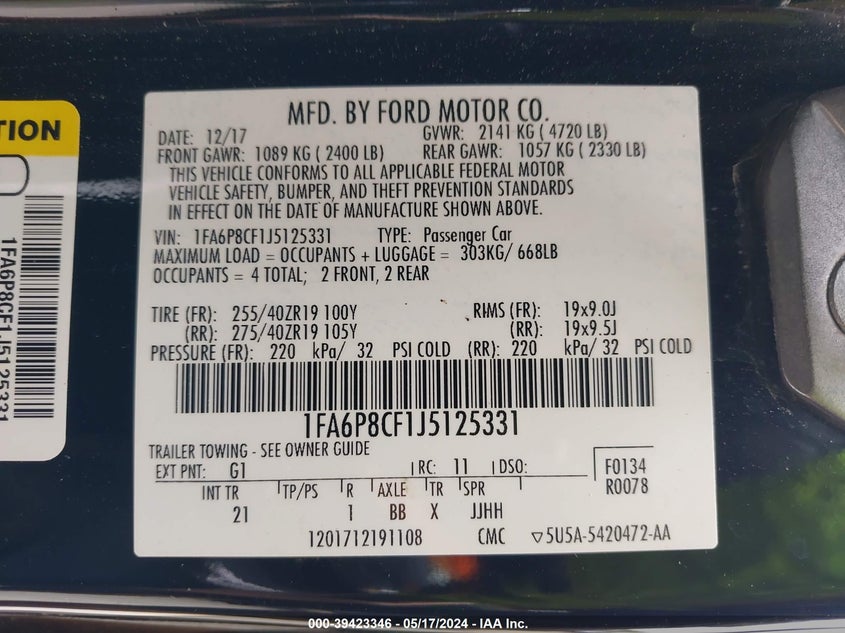 MFD. BY FORD MOTOR CO.
DATE: 12/17 GVWR: 2141 KG ( 4720 LB)
FRONT GAWR: 1089 KG ( 2400 LB) REAR GAWR: 1057 KG ( 2330 LB)
THIS VEHICLE CONFORMS TO ALL APPLICABLE FEDERAL MOTOR
VEHICLE SAFETY, BUMPER, AND THEFT PREVENTION STANDARDS
IN EFFECT ON THE DATE OF MANUFACTURE SHOWN ABOVE.
VIN: 1FA6P8CF1J5125331 TYPE: Passenger Car
MAXIMUM LOAD = OCCUPANTS + LUGGAGE = 303KG/ 668LB
OCCUPANTS = 4 TOTAL; 2 FRONT, 2 REAR
TIRE (FR): 255/40ZR19 100Y RIMS (FR): 19x9.0J
(RR): 275/40ZR19 105Y (RR): 19x9.5J
PRESSURE (FR): 220 kPa/ 32 PSI COLD (RR): 220 kPa/ 32 PSI COLD
1FA6P8CF1J5125331
TRAILER TOWING - SEE OWNER GUIDE
EXT PNT: G1 RC: 11 DSO: F0134
INT TR TP/PS R AXLE TR SPR R0078
21 1 BB X JJHH
1201712191108 CMC ▽5U5A-5420472-AA
TION
1FA6P8CF1J5125331
000-39423346 - 05/17/2024 - IAA Inc.